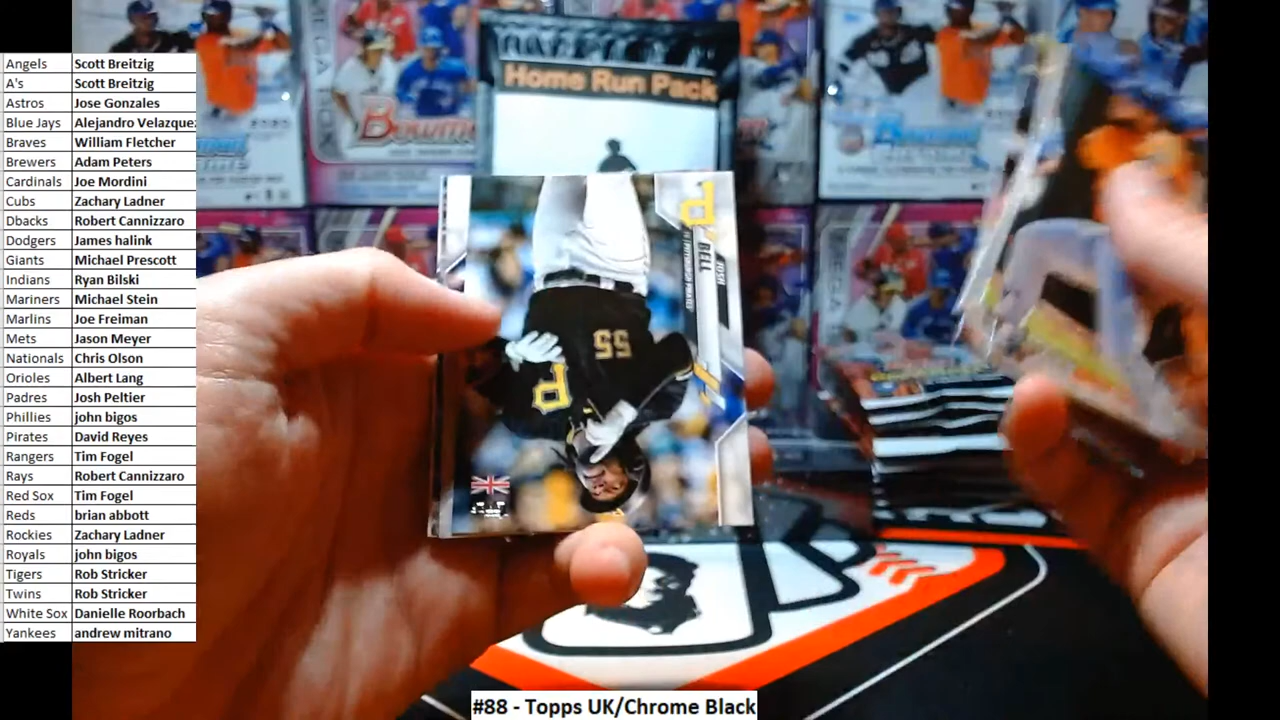 Angels Scott Breitzig
A's Scott Breitzig
Astros Jose Gonzales
Blue Jays Alejandro Velazque
Braves William Fletcher
Brewers Adam Peters
Cardinals Joe Mordini
Cubs Zachary Ladner
Dbacks Robert Cannizzaro
Dodgers James halink
Giants Michael Prescott
Indians Ryan Bilski
Mariners Michael Stein
Marlins Joe Freiman
Mets Jason Meyer
Nationals Chris Olson
Orioles Albert Lang
Padres Josh Peltier
Phillies john bigos
Pirates David Reyes
Rangers Tim Fogel
Rays Robert Cannizzaro
Red Sox Tim Fogel
Reds brian abbott
Rockies Zachary Ladner
Royals john bigos
Tigers Rob Stricker
Twins Rob Stricker
White Sox Danielle Roorbach
Yankees andrew mitrano
Home Run Pack
JOSH
BELL
PITTSBURGH PIRATES
P
55
P
#88 - Topps UK/Chrome Black